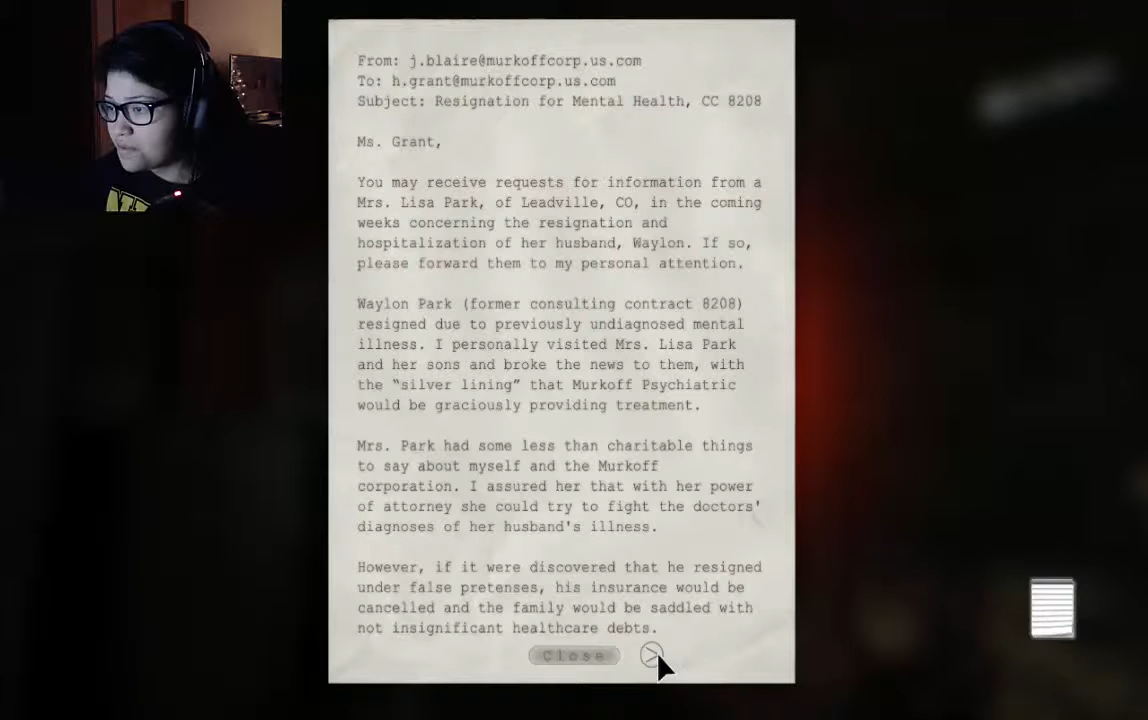 From: j.blaire@murkoffcorp.us.com
To: h.grant@murkoffcorp.us.com
Subject: Resignation for Mental Health, CC 8208
Ms. Grant,
You may receive requests for information from a
Mrs. Lisa Park, of Leadville, CO, in the coming
weeks concerning the resignation and
hospitalization of her husband, Waylon. If so,
please forward them to my personal attention.
Waylon Park (former consulting contract 8208)
resigned due to previously undiagnosed mental
illness. I personally visited Mrs. Lisa Park
and her sons and broke the news to them, with
the “silver lining” that Murkoff Psychiatric
would be graciously providing treatment.
Mrs. Park had some less than charitable things
to say about myself and the Murkoff
corporation. I assured her that with her power
of attorney she could try to fight the doctors'
diagnoses of her husband's illness.
However, if it were discovered that he resigned
under false pretenses, his insurance would be
cancelled and the family would be saddled with
not insignificant healthcare debts.
Close >